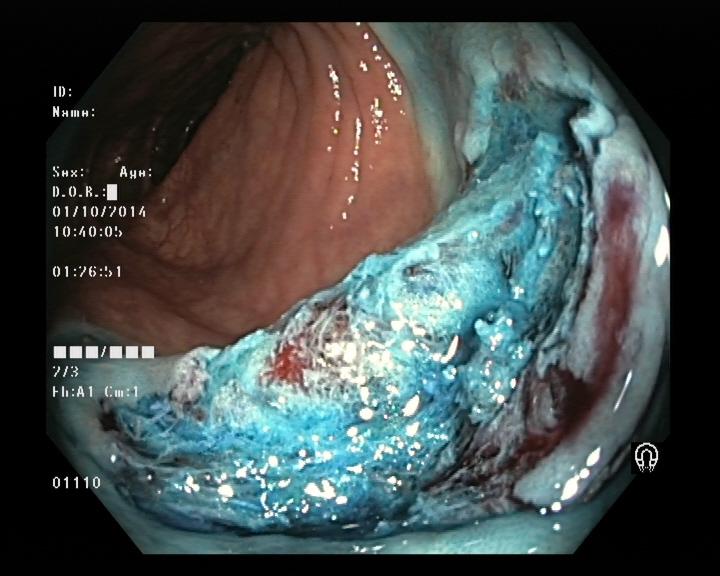 ID:
Name:
Sex: Age:
D.O.B.:
01/10/2014
10:40:05
01:26:51
■■■/■■■
2/3
Eh:A1 Cm:1
01110